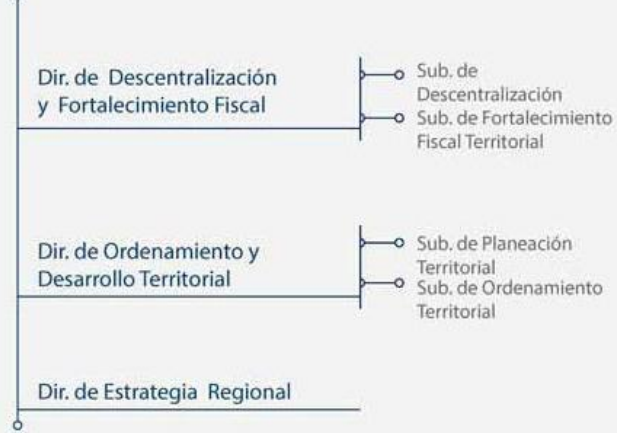 Dir. de Descentralización
y Fortalecimiento Fiscal
Sub. de
Descentralización
Sub. de Fortalecimiento
Fiscal Territorial
Dir. de Ordenamiento y
Desarrollo Territorial
Sub. de Planeación
Territorial
Sub. de Ordenamiento
Territorial
Dir. de Estrategia Regional